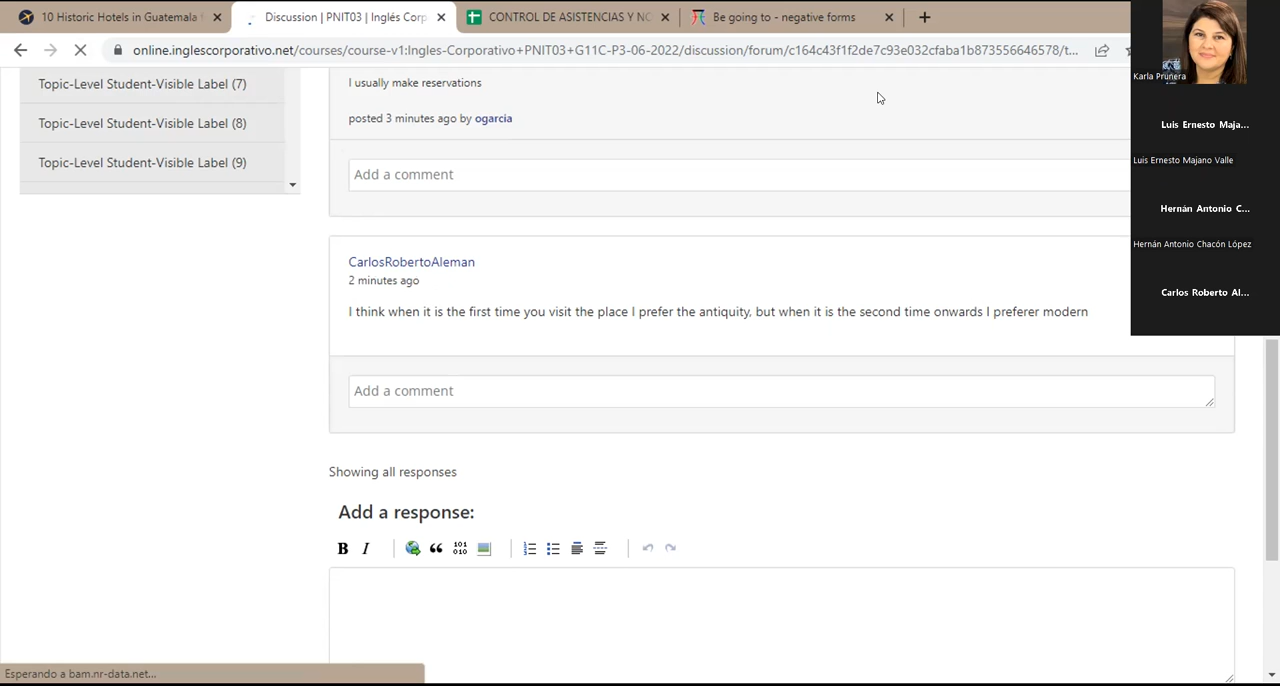 10 Historic Hotels in Guatemala
Discussion | PNIT03 | Inglés Corp
CONTROL DE ASISTENCIAS Y NO
Be going to - negative forms
online.inglescorporativo.net/courses/course-v1:Ingles-Corporativo+PNIT03+G11C-P3-06-2022/discussion/forum/c164c43f1f2de7c93e032cfaba1b873556646578/t...
Karla Prunera
Luis Ernesto Maja...
Luis Ernesto Majano Valle
Hernán Antonio C...
Hernán Antonio Chacón López
Carlos Roberto Al...
Topic-Level Student-Visible Label (7)
Topic-Level Student-Visible Label (8)
Topic-Level Student-Visible Label (9)
I usually make reservations
posted 3 minutes ago by ogarcia
Add a comment
CarlosRobertoAleman
2 minutes ago
I think when it is the first time you visit the place I prefer the antiquity, but when it is the second time onwards I preferer modern
Add a comment
Showing all responses
Add a response:
B I 101 010
Esperando a bam.nr-data.net...